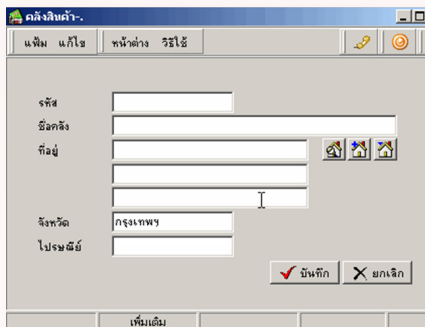 คลังสินค้า-.
แฟ้ม แก้ไข หน้าต่าง วิธีใช้
รหัส
ชื่อคลัง
ที่อยู่
จังหวัด กรุงเทพฯ
ไปรษณีย์
บันทึก ยกเลิก
เพิ่มเติม